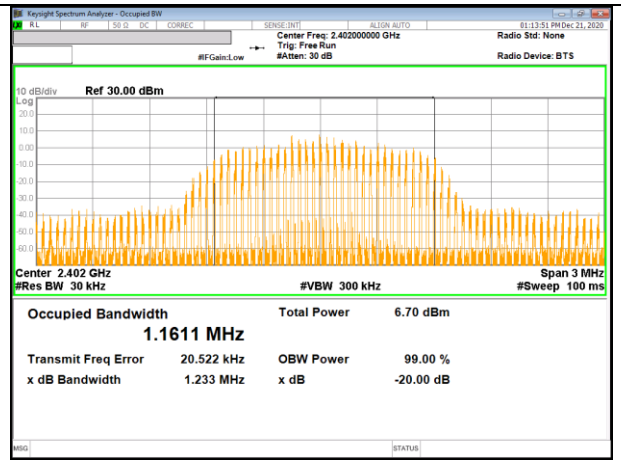 Keysight Spectrum Analyzer - Occupied BW
RL RF 50 Ω DC CORREC SENSE:INT ALIGN AUTO 01:13:51 PM Dec 21, 2020
Center Freq: 2.402000000 GHz Radio Std: None
Trig: Free Run
#IFGain:Low #Atten: 30 dB Radio Device: BTS
10 dB/div Ref 30.00 dBm
Log
20.0
10.0
0.00
-10.0
-20.0
-30.0
-40.0
-50.0
-60.0
Center 2.402 GHz Span 3 MHz
#Res BW 30 kHz #VBW 300 kHz #Sweep 100 ms
Occupied Bandwidth Total Power 6.70 dBm
1.1611 MHz
Transmit Freq Error 20.522 kHz OBW Power 99.00 %
x dB Bandwidth 1.233 MHz x dB -20.00 dB
MSG STATUS